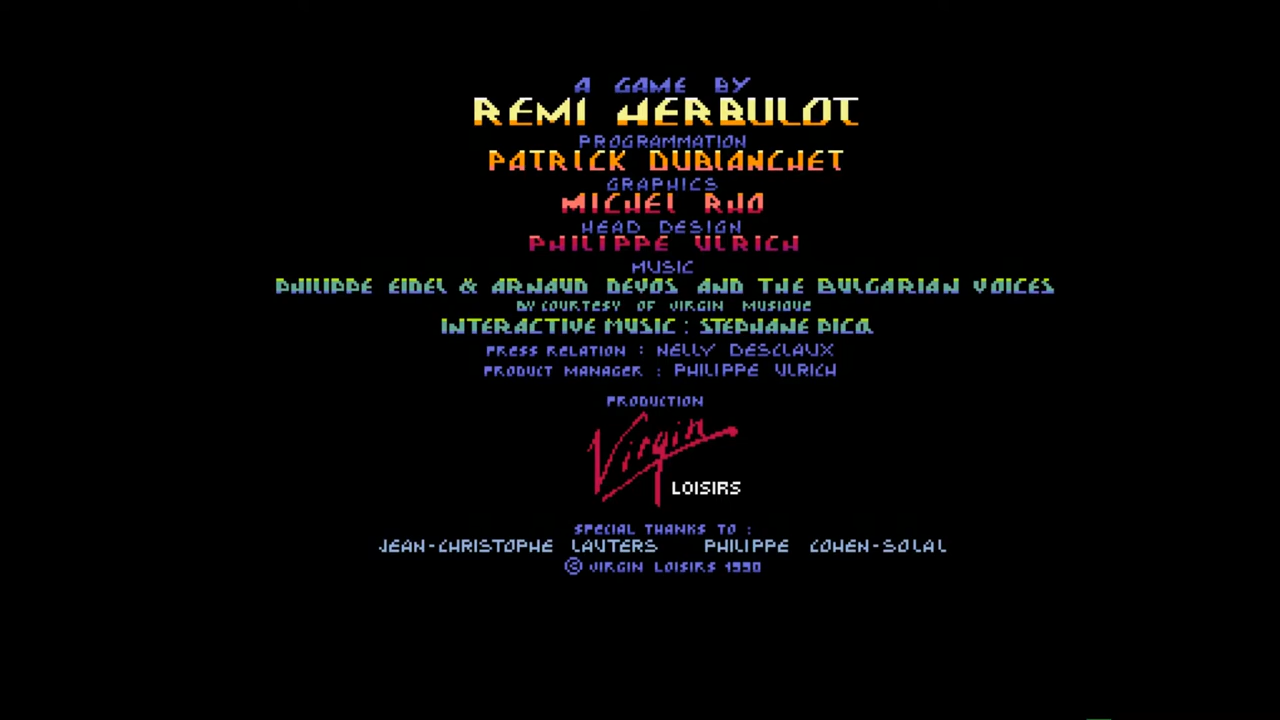 A GAME BY
REMI HERBULOT
PROGRAMMATION
PATRICK DUBLANCHET
GRAPHICS
MICHEL RHO
HEAD DESIGN
PHILIPPE ULRICH
MUSIC
PHILIPPE EIDEL & ARNAUD DEVOS AND THE BULGARIAN VOICES
BY COURTESY OF VIRGIN MUSIQUE
INTERACTIVE MUSIC : STEPHANE PICQ
PRESS RELATION : NELLY DESCLAUX
PRODUCT MANAGER : PHILIPPE ULRICH
PRODUCTION
Virgin
LOISIRS
SPECIAL THANKS TO :
JEAN-CHRISTOPHE LAUTERS PHILIPPE COHEN-SOLAL
© VIRGIN LOISIRS 1990